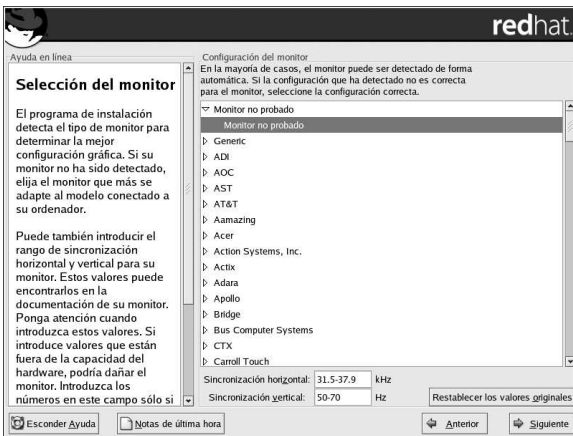 redhat.
Ayuda en línea
Selección del monitor
El programa de instalación
detecta el tipo de monitor para
determinar la mejor
configuración gráfica. Si su
monitor no ha sido detectado,
elija el monitor que más se
adapte al modelo conectado a
su ordenador.
Puede también introducir el
rango de sincronización
horizontal y vertical para su
monitor. Estos valores puede
encontrarlos en la
documentación de su monitor.
Ponga atención cuando
introduzca estos valores. Si
introduce valores que están
fuera de la capacidad del
hardware, podría dañar el
monitor. Introduzca los
números en este campo sólo si
Configuración del monitor
En la mayoría de casos, el monitor puede ser detectado de forma
automática. Si la configuración que ha detectado no es correcta
para el monitor, seleccione la configuración correcta.
Monitor no probado
Monitor no probado
Generic
ADI
AOC
AST
AT&T
Aamazing
Acer
Action Systems, Inc.
Actix
Adara
Apollo
Bridge
Bus Computer Systems
CTX
Carroll Touch
Sincronización horizontal: 31.5-37.9 kHz
Sincronización vertical: 50-70 Hz
Restablecer los valores originales
Esconder Ayuda
Notas de última hora
Anterior
Siguiente